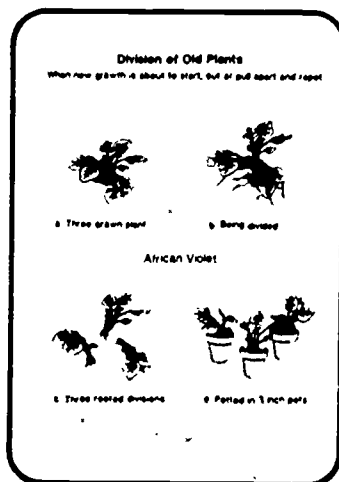 Division of Old Plants
When new growth is about to start, cut or pull apart and repot
a. Three crown plant
b. Being divided
African Violet
c. Three rooted divisions
d. Potted in 3 inch pots